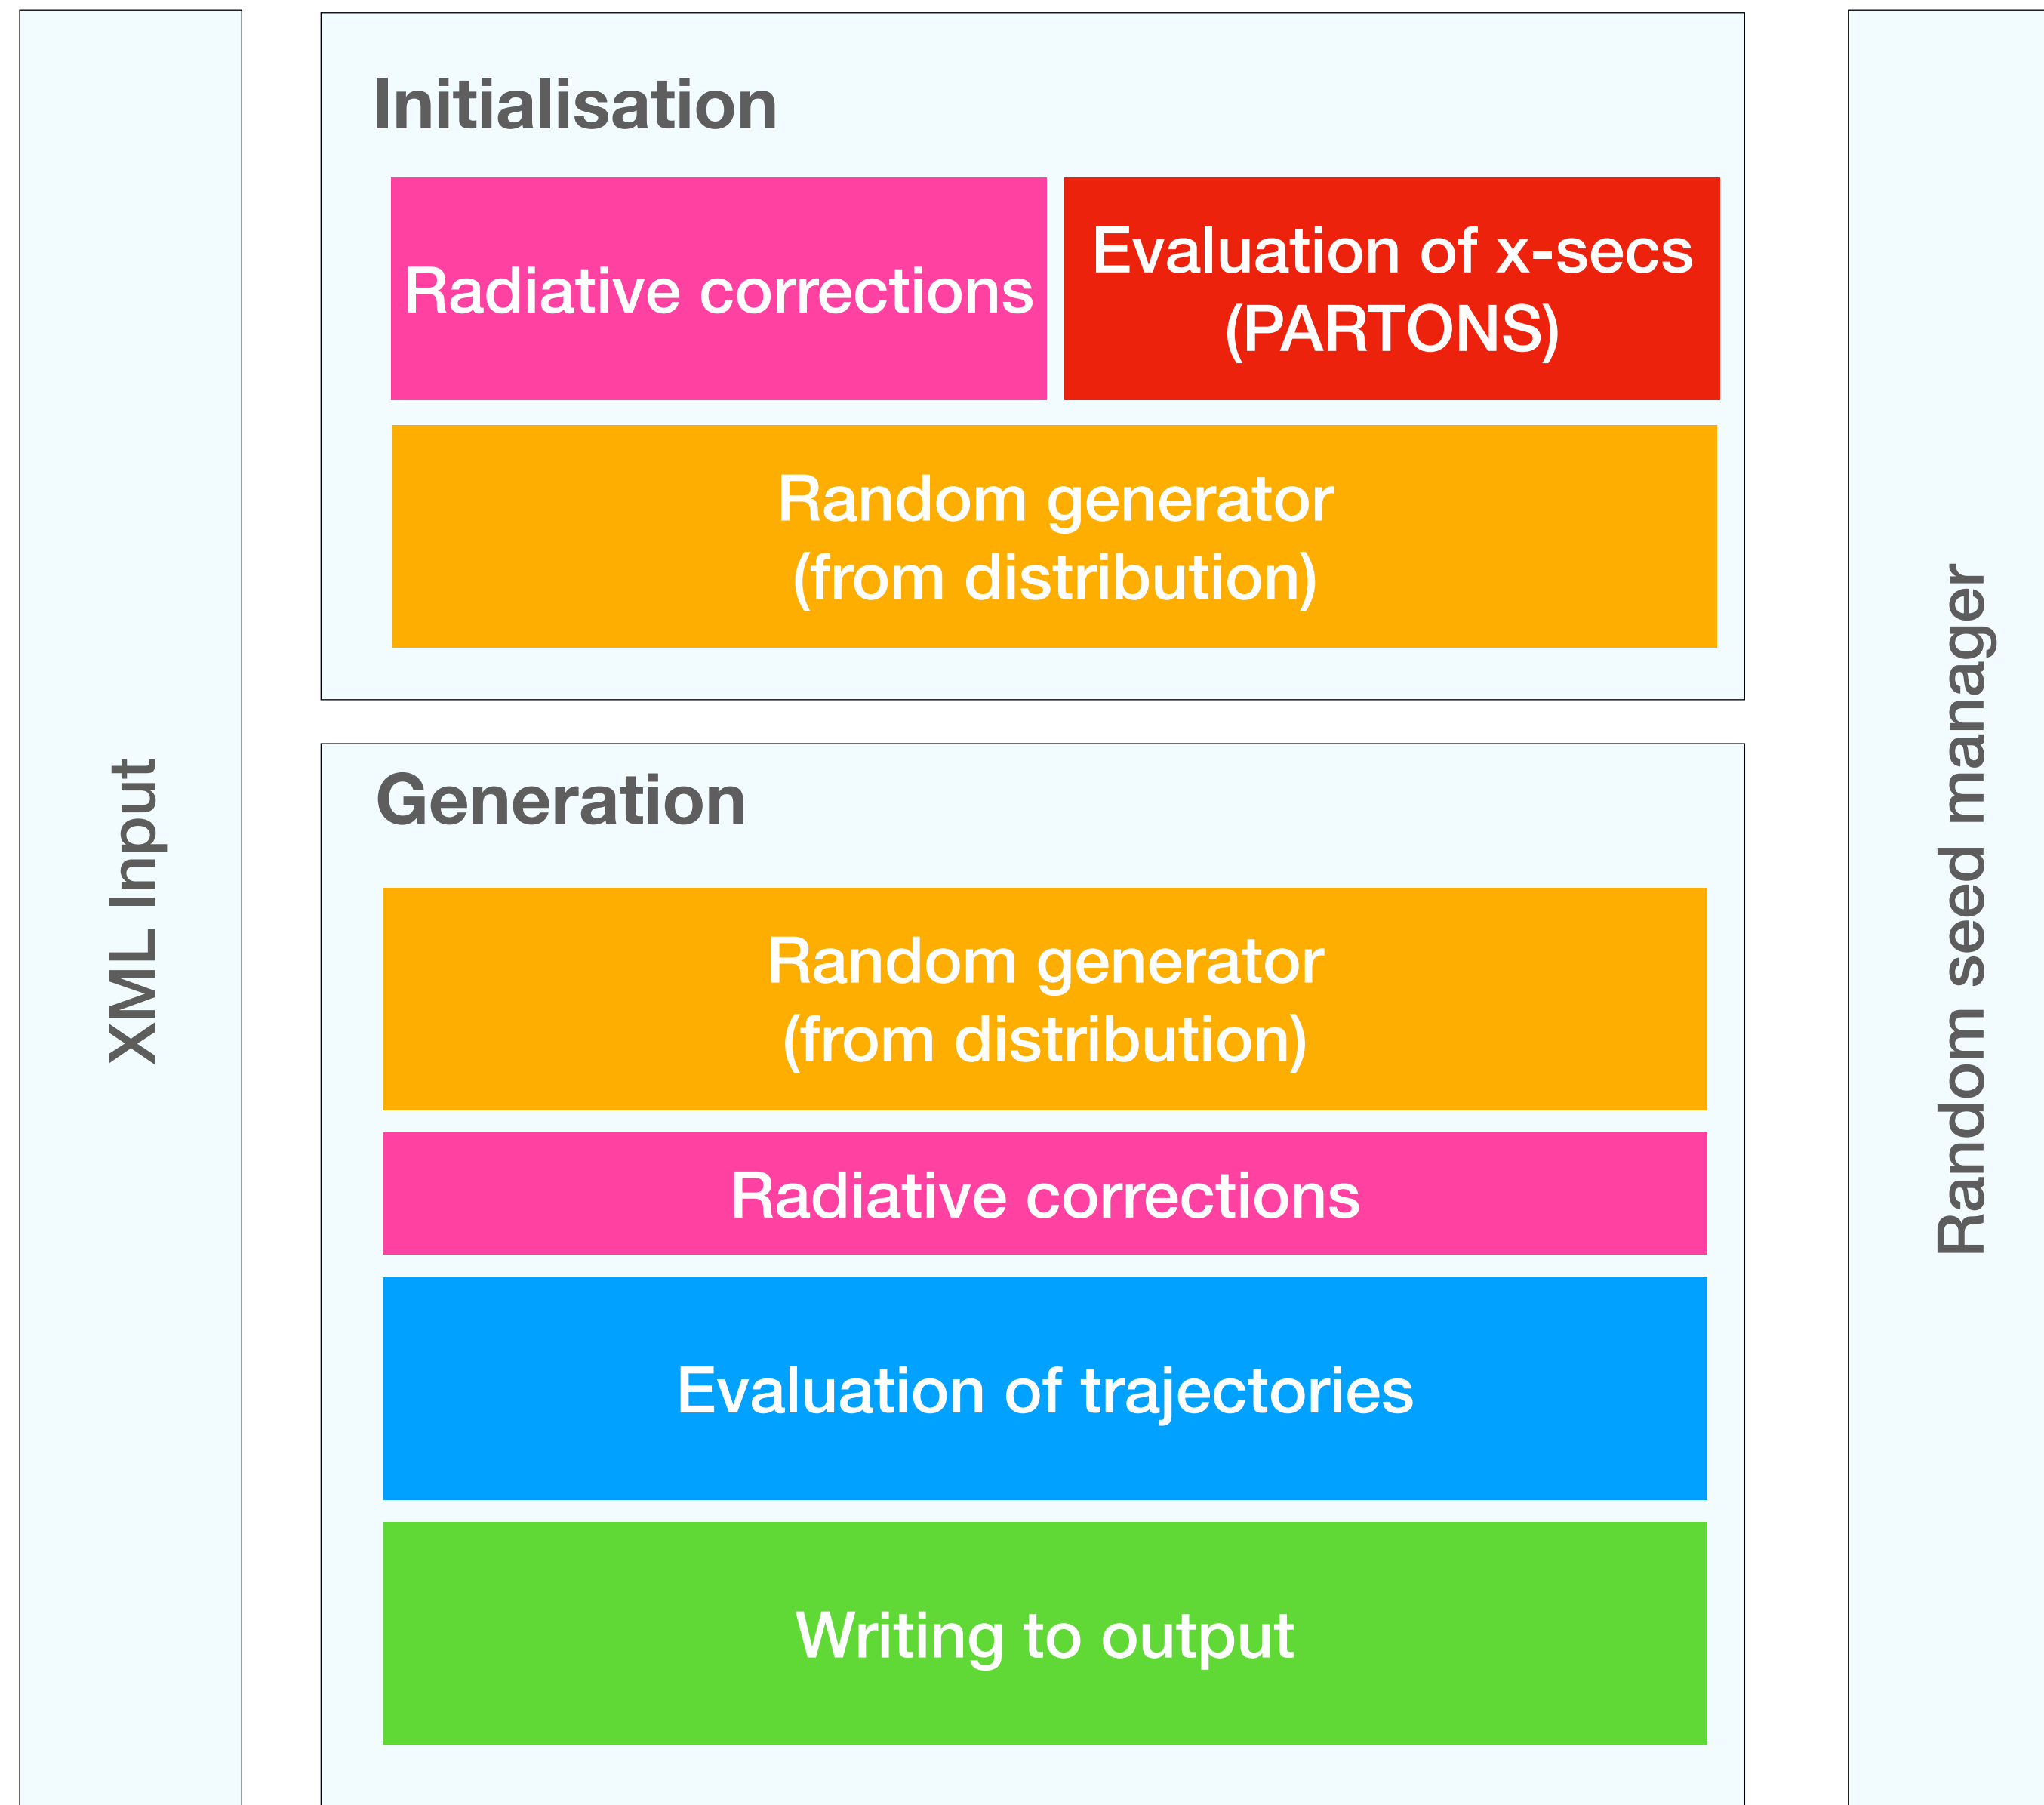 XML Input
Initialisation
Radiative corrections
Evaluation of x-secs
(PARTONS)
Random generator
(from distribution)
Generation
Random generator
(from distribution)
Radiative corrections
Evaluation of trajectories
Writing to output
Random seed manager